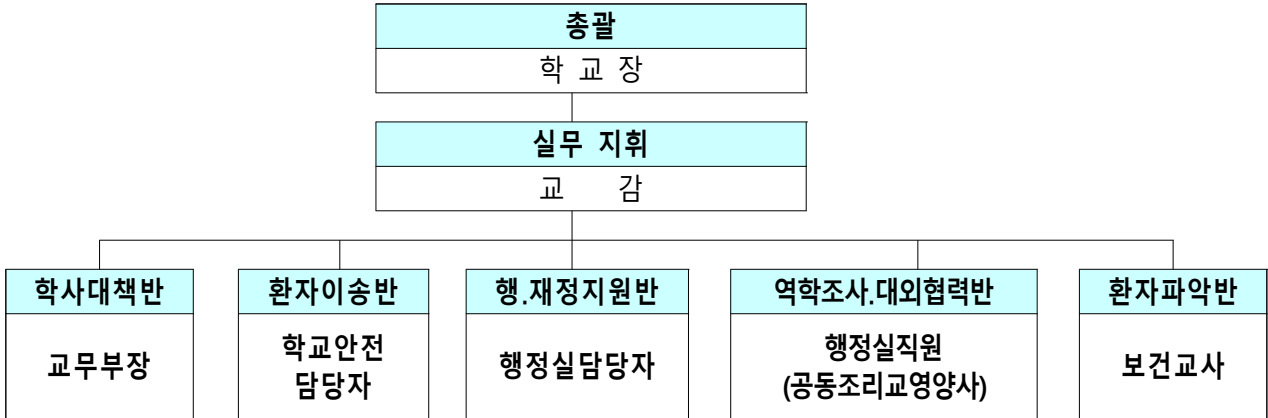 총괄
학 교 장
실무 지휘
교 감
학사대책반
교무부장
환자이송반
학교안전
담당자
행.재정지원반
행정실담당자
역학조사.대외협력반
행정실직원
(공동조리교영양사)
환자파악반
보건교사